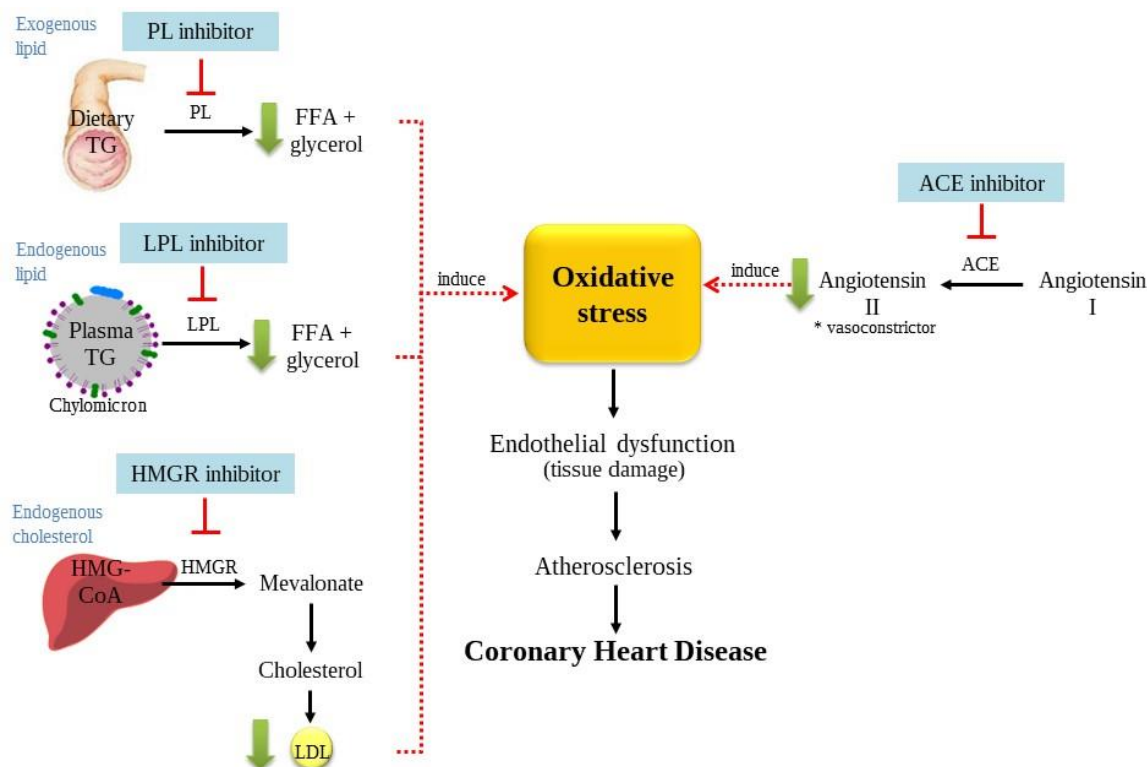 Exogenous
lipid
PL inhibitor
PL
Dietary
TG
FFA +
glycerol
Endogenous
lipid
LPL inhibitor
LPL
Plasma
TG
FFA +
glycerol
Chylomicron
HMGR inhibitor
Endogenous
cholesterol
HMG-
CoA
HMGR
Mevalonate
Cholesterol
LDL
induce
Oxidative
stress
induce
ACE inhibitor
ACE
Angiotensin
II
* vasoconstrictor
Angiotensin
I
Endothelial dysfunction
(tissue damage)
Atherosclerosis
Coronary Heart Disease